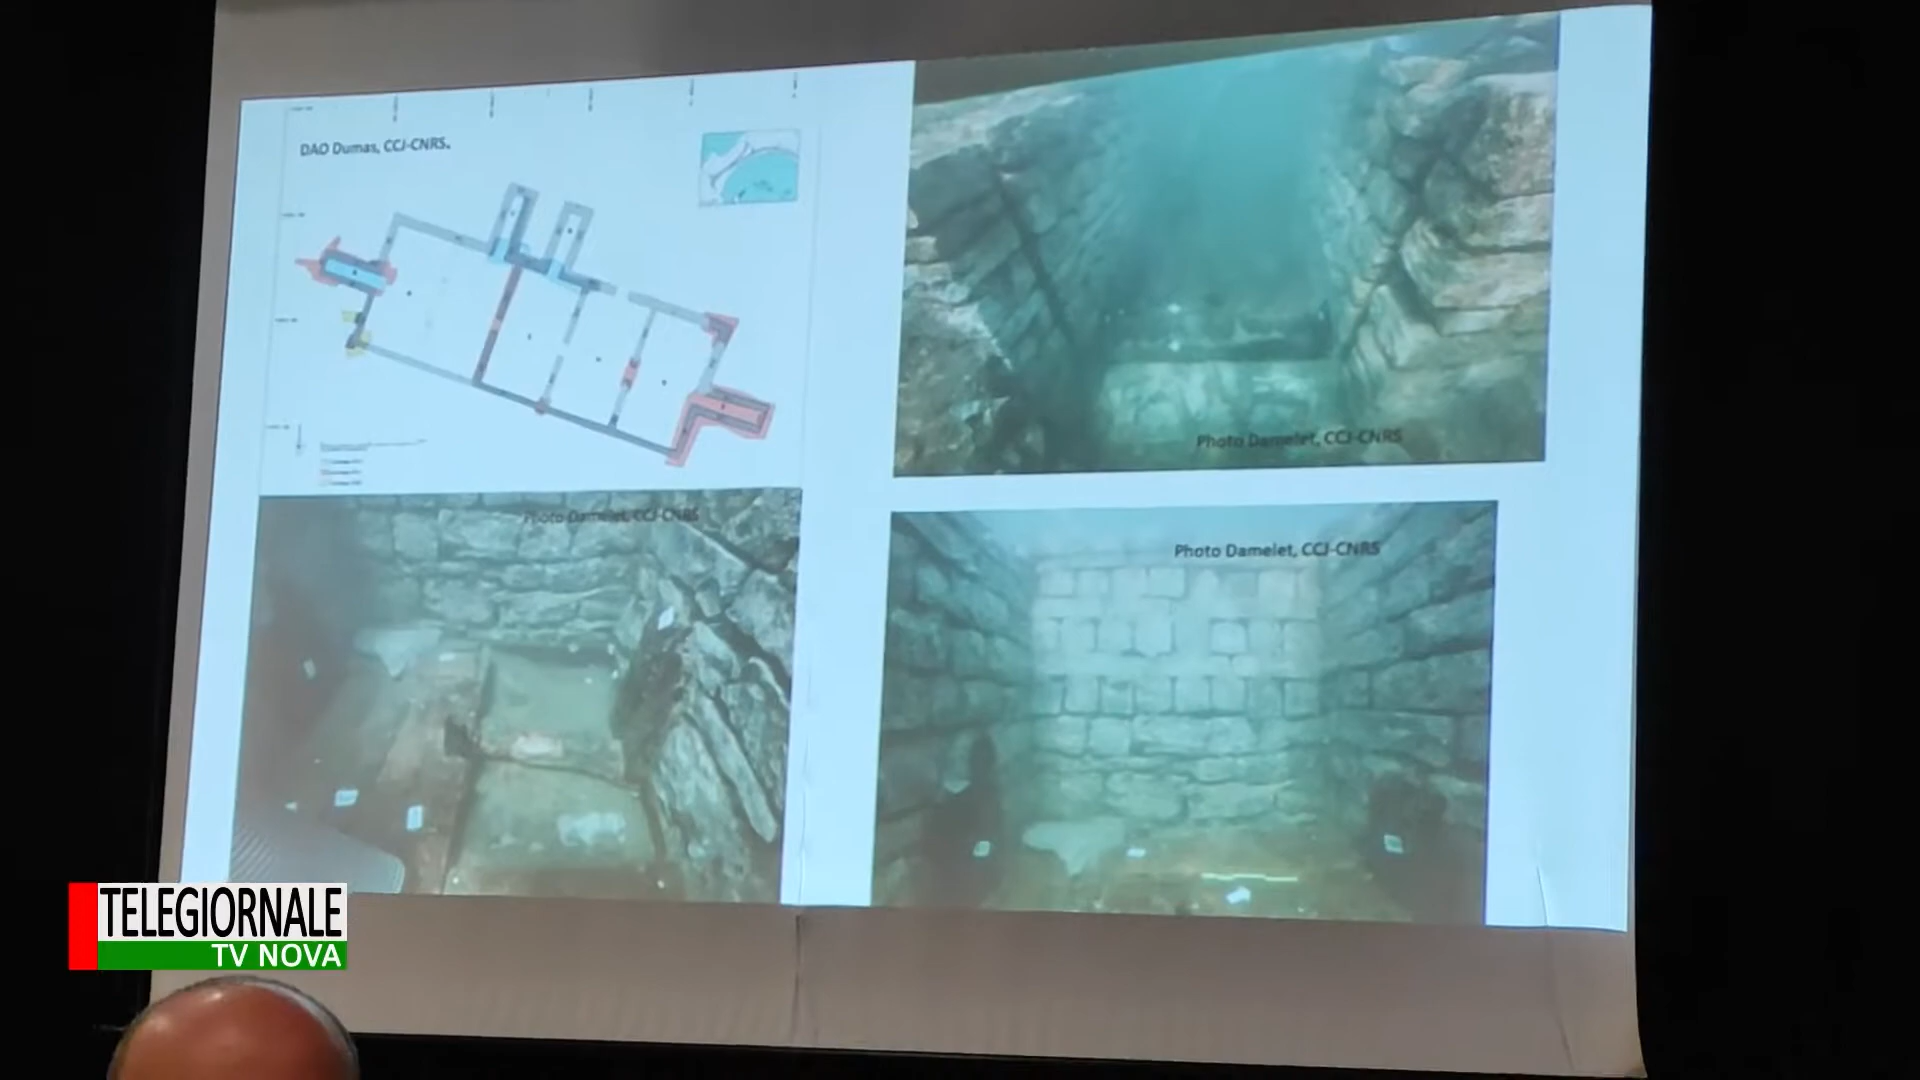 DAO Dumas, CCJ-CNRS.
Photo Damelet, CCJ-CNRS
Photo Damelet, CCJ-CNRS
Photo Damelet, CCJ-CNRS
TELEGIORNALE
TV NOVA